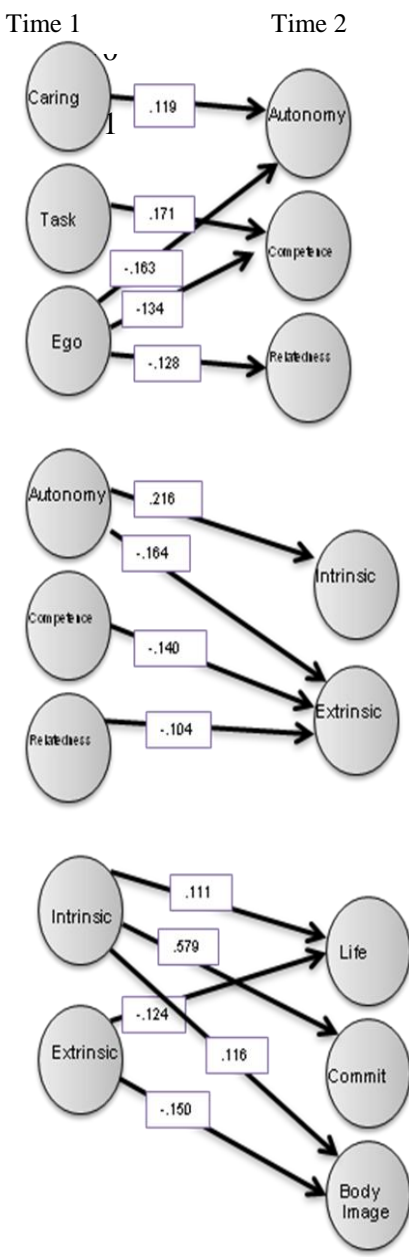 Time 1
Time 2
Caring
.119
Autonomy
1
Task
.171
Competence
-.163
-134
Ego
-.128
Relatedness
Autonomy
.216
-.164
Intrinsic
Competence
-.140
Extrinsic
Relatedness
-.104
Intrinsic
.111
.579
Life
-.124
Extrinsic
.116
Commit
-.150
Body
Image